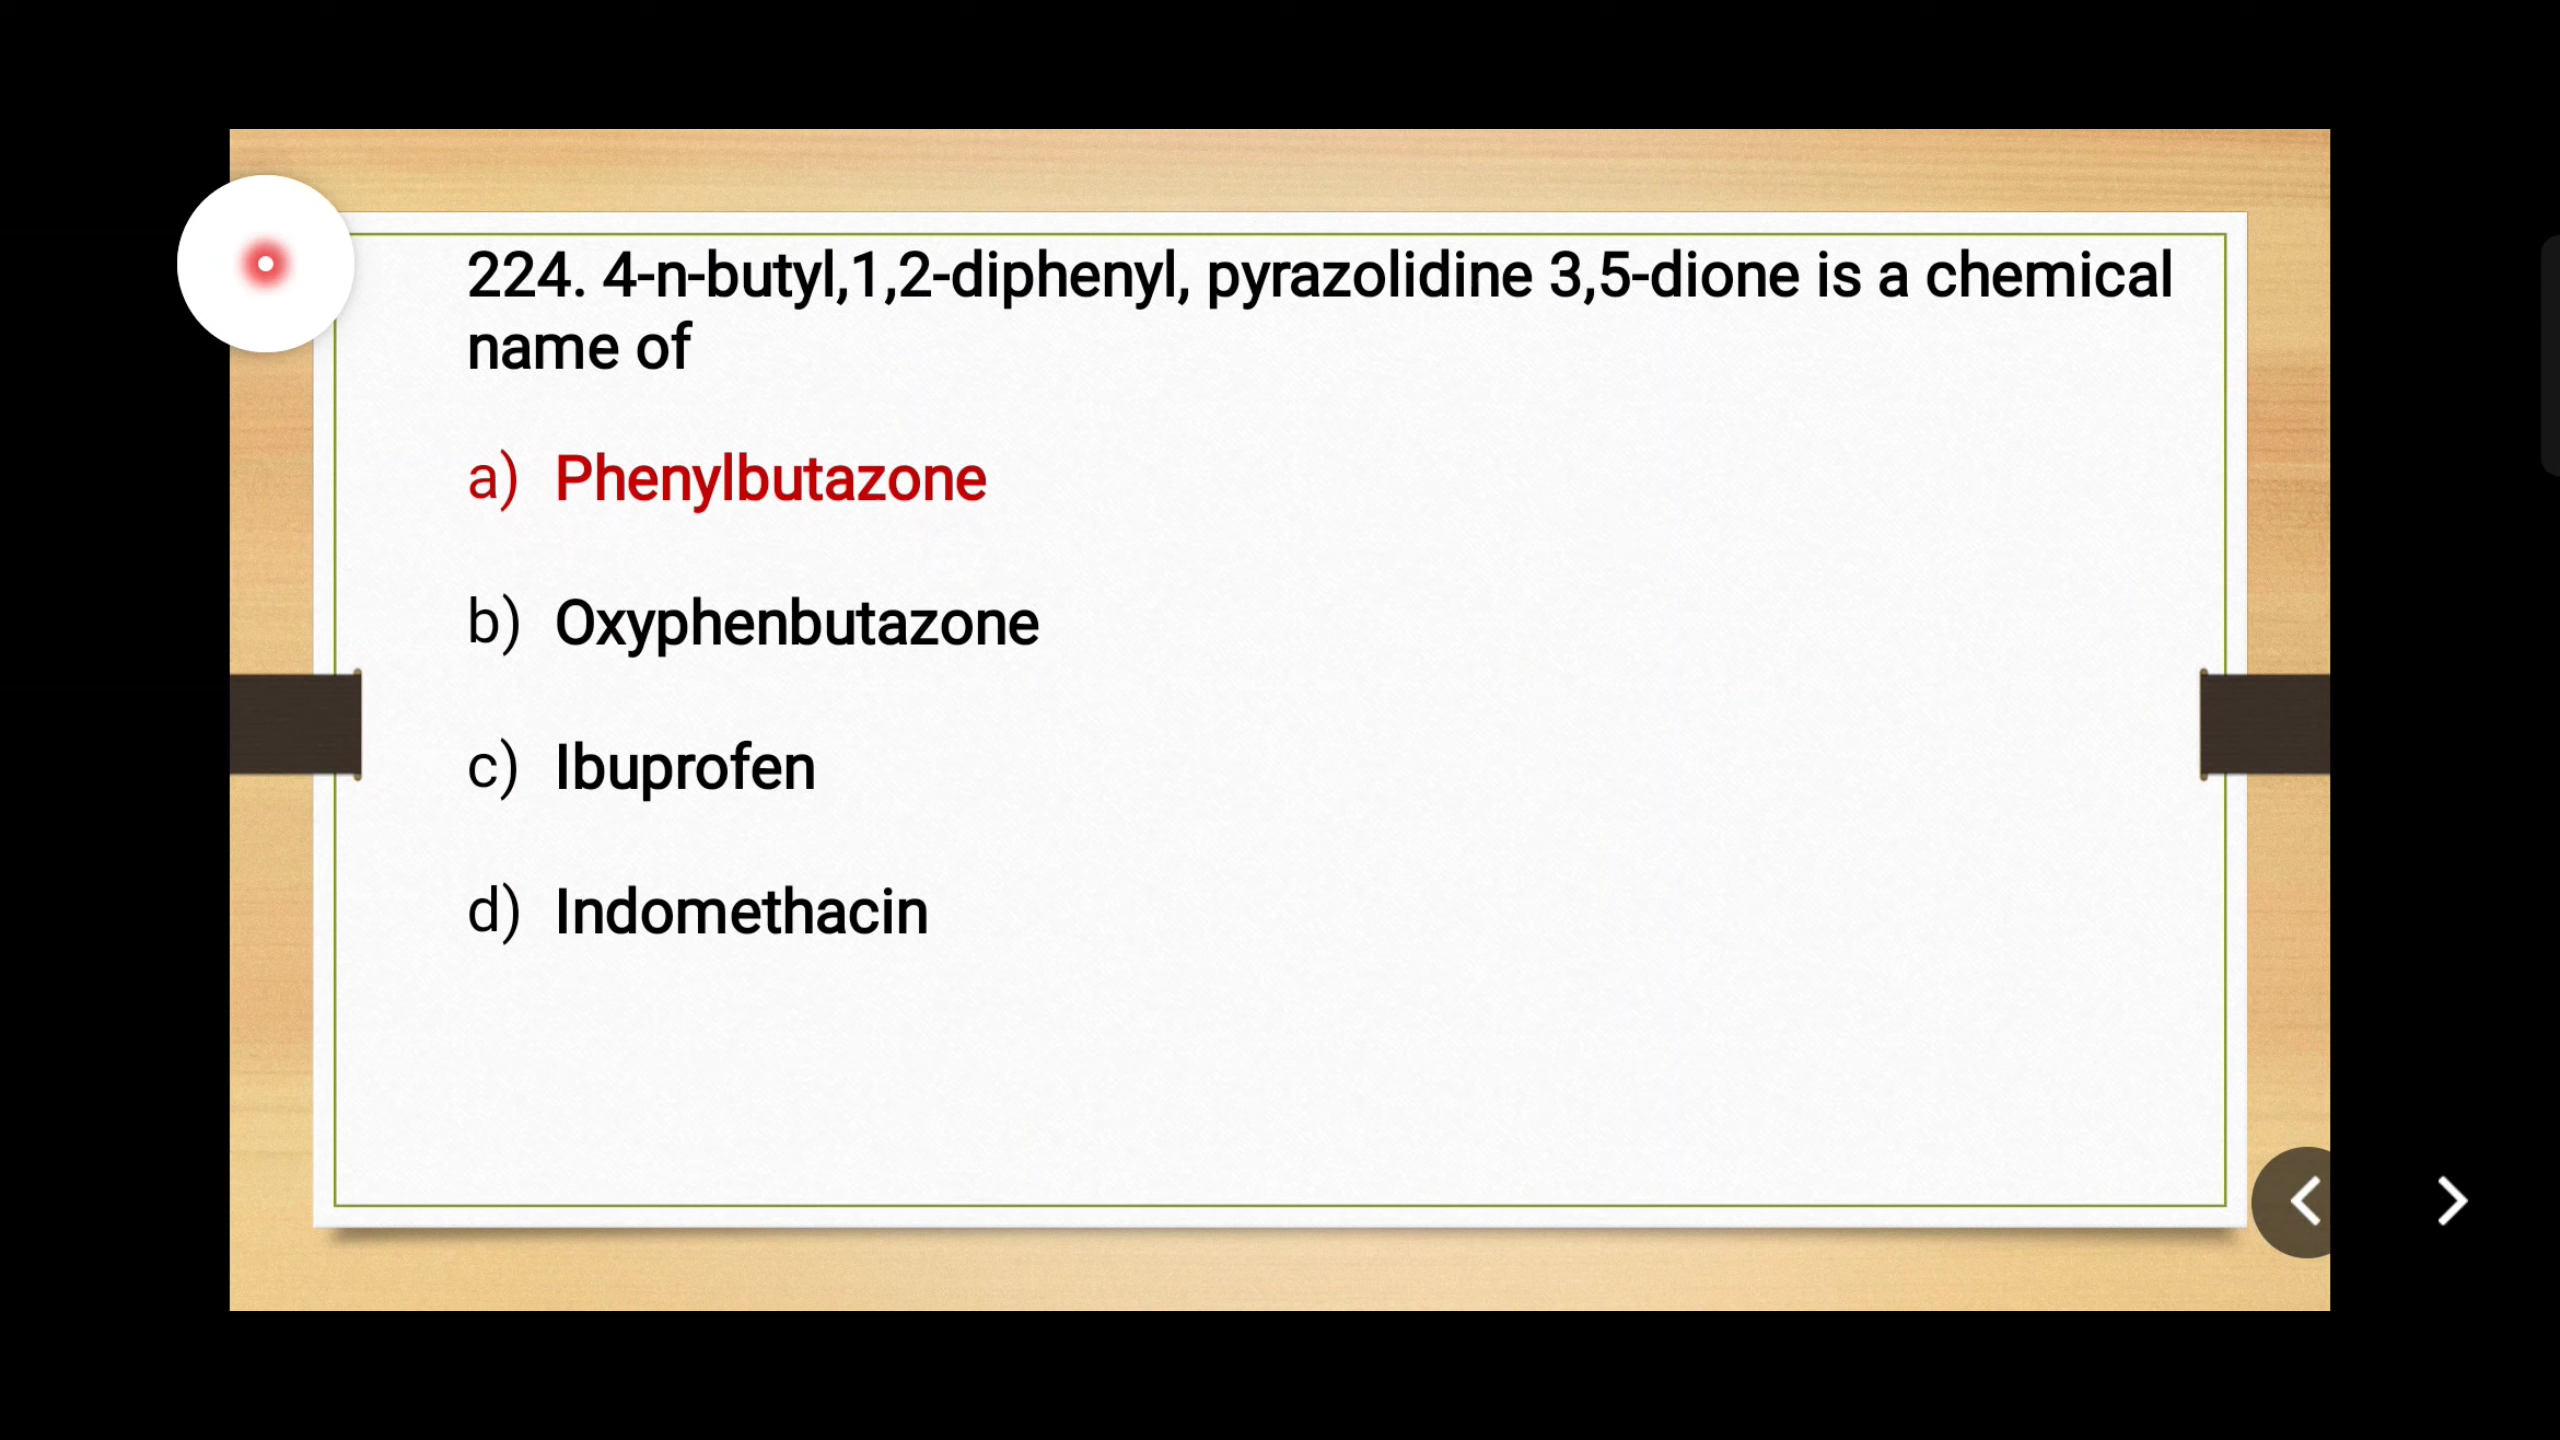 224. 4-n-butyl,1,2-diphenyl, pyrazolidine 3,5-dione is a chemical
name of
a) Phenylbutazone
b) Oxyphenbutazone
c) Ibuprofen
d) Indomethacin